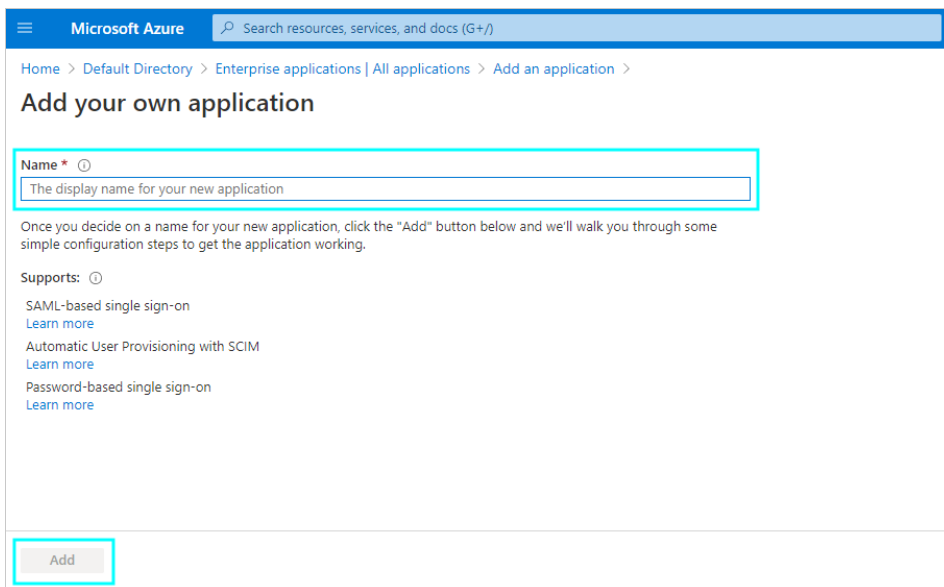 Microsoft Azure
Search resources, services, and docs (G+/)
Home > Default Directory > Enterprise applications | All applications > Add an application >
Add your own application
Name *
The display name for your new application
Once you decide on a name for your new application, click the "Add" button below and we'll walk you through some
simple configuration steps to get the application working.
Supports:
SAML-based single sign-on
Learn more
Automatic User Provisioning with SCIM
Learn more
Password-based single sign-on
Learn more
Add